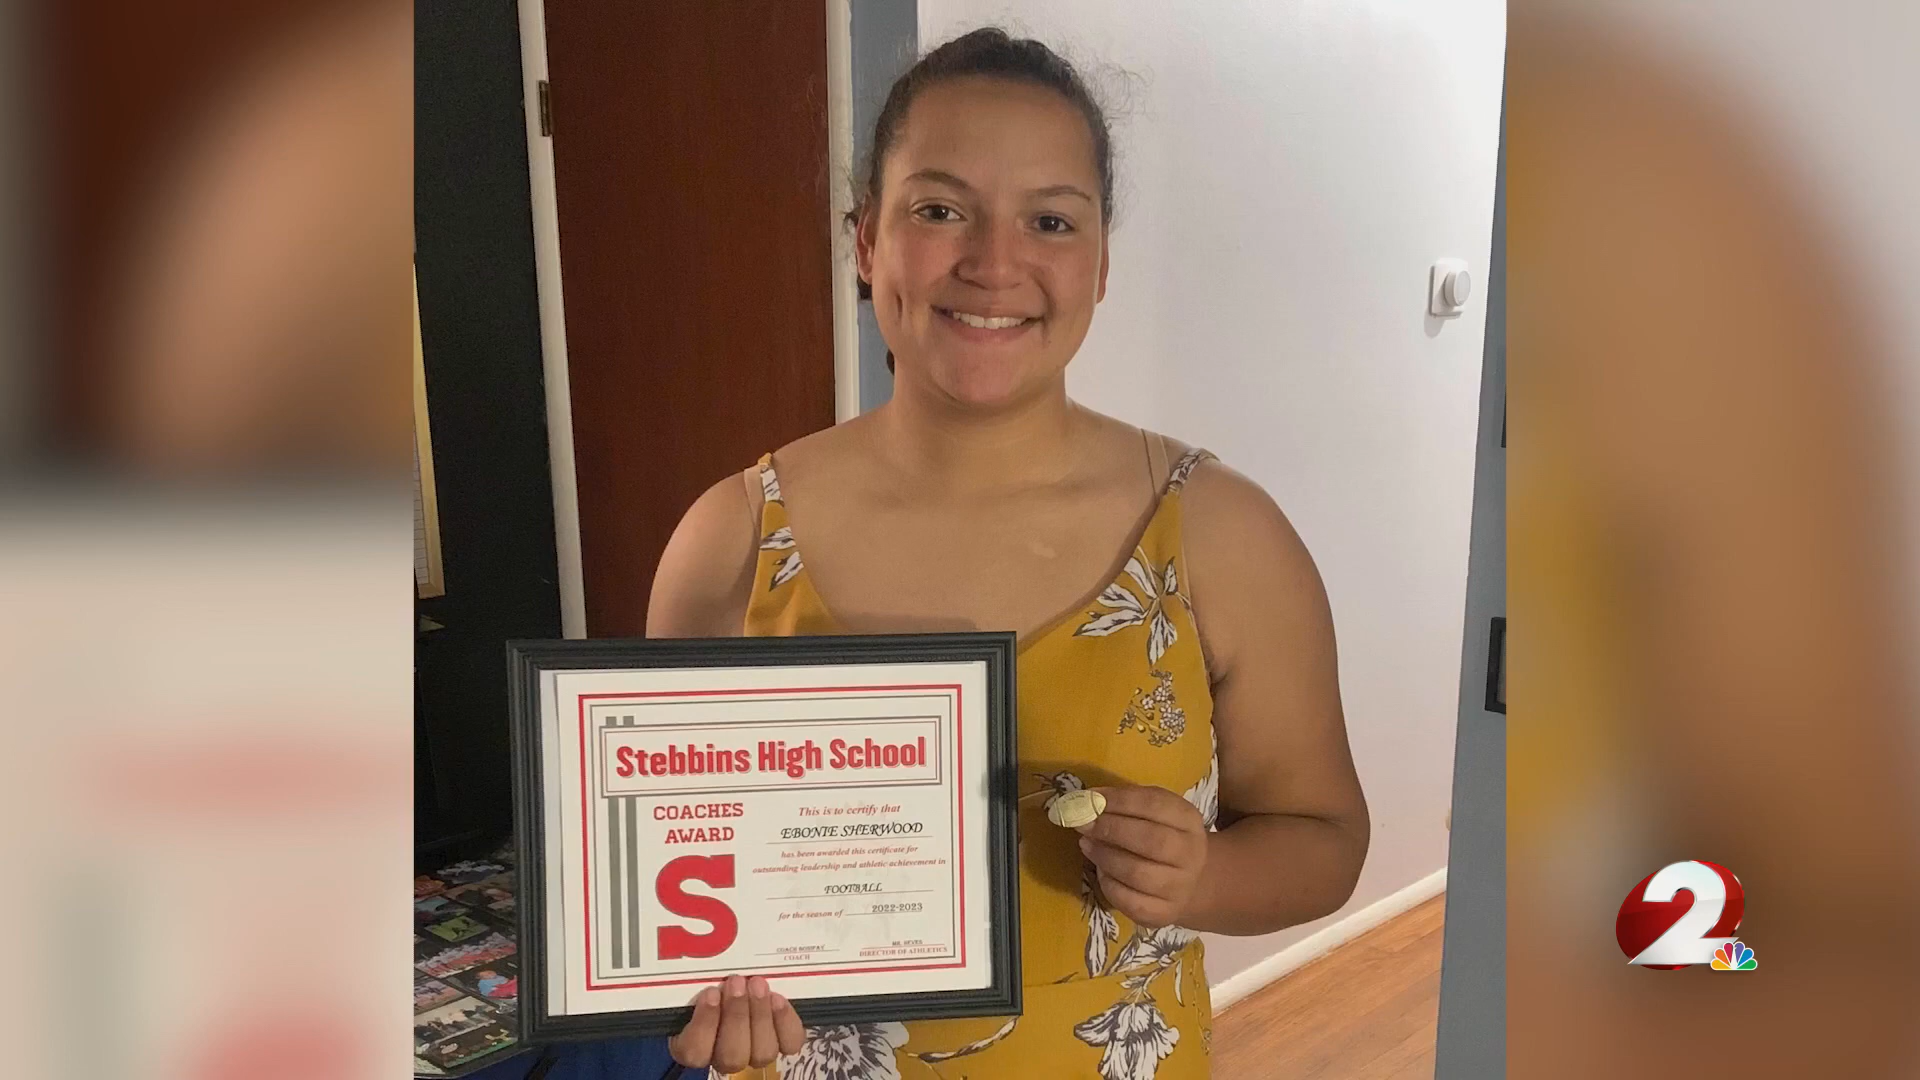 Stebbins High School
COACHES
AWARD
S
This is to certify that
EBONIE SHERWOOD
has been awarded this certificate for
outstanding leadership and athletic achievement in
FOOTBALL
for the season of 2022-2023
COACH
DIRECTOR OF ATHLETICS
2